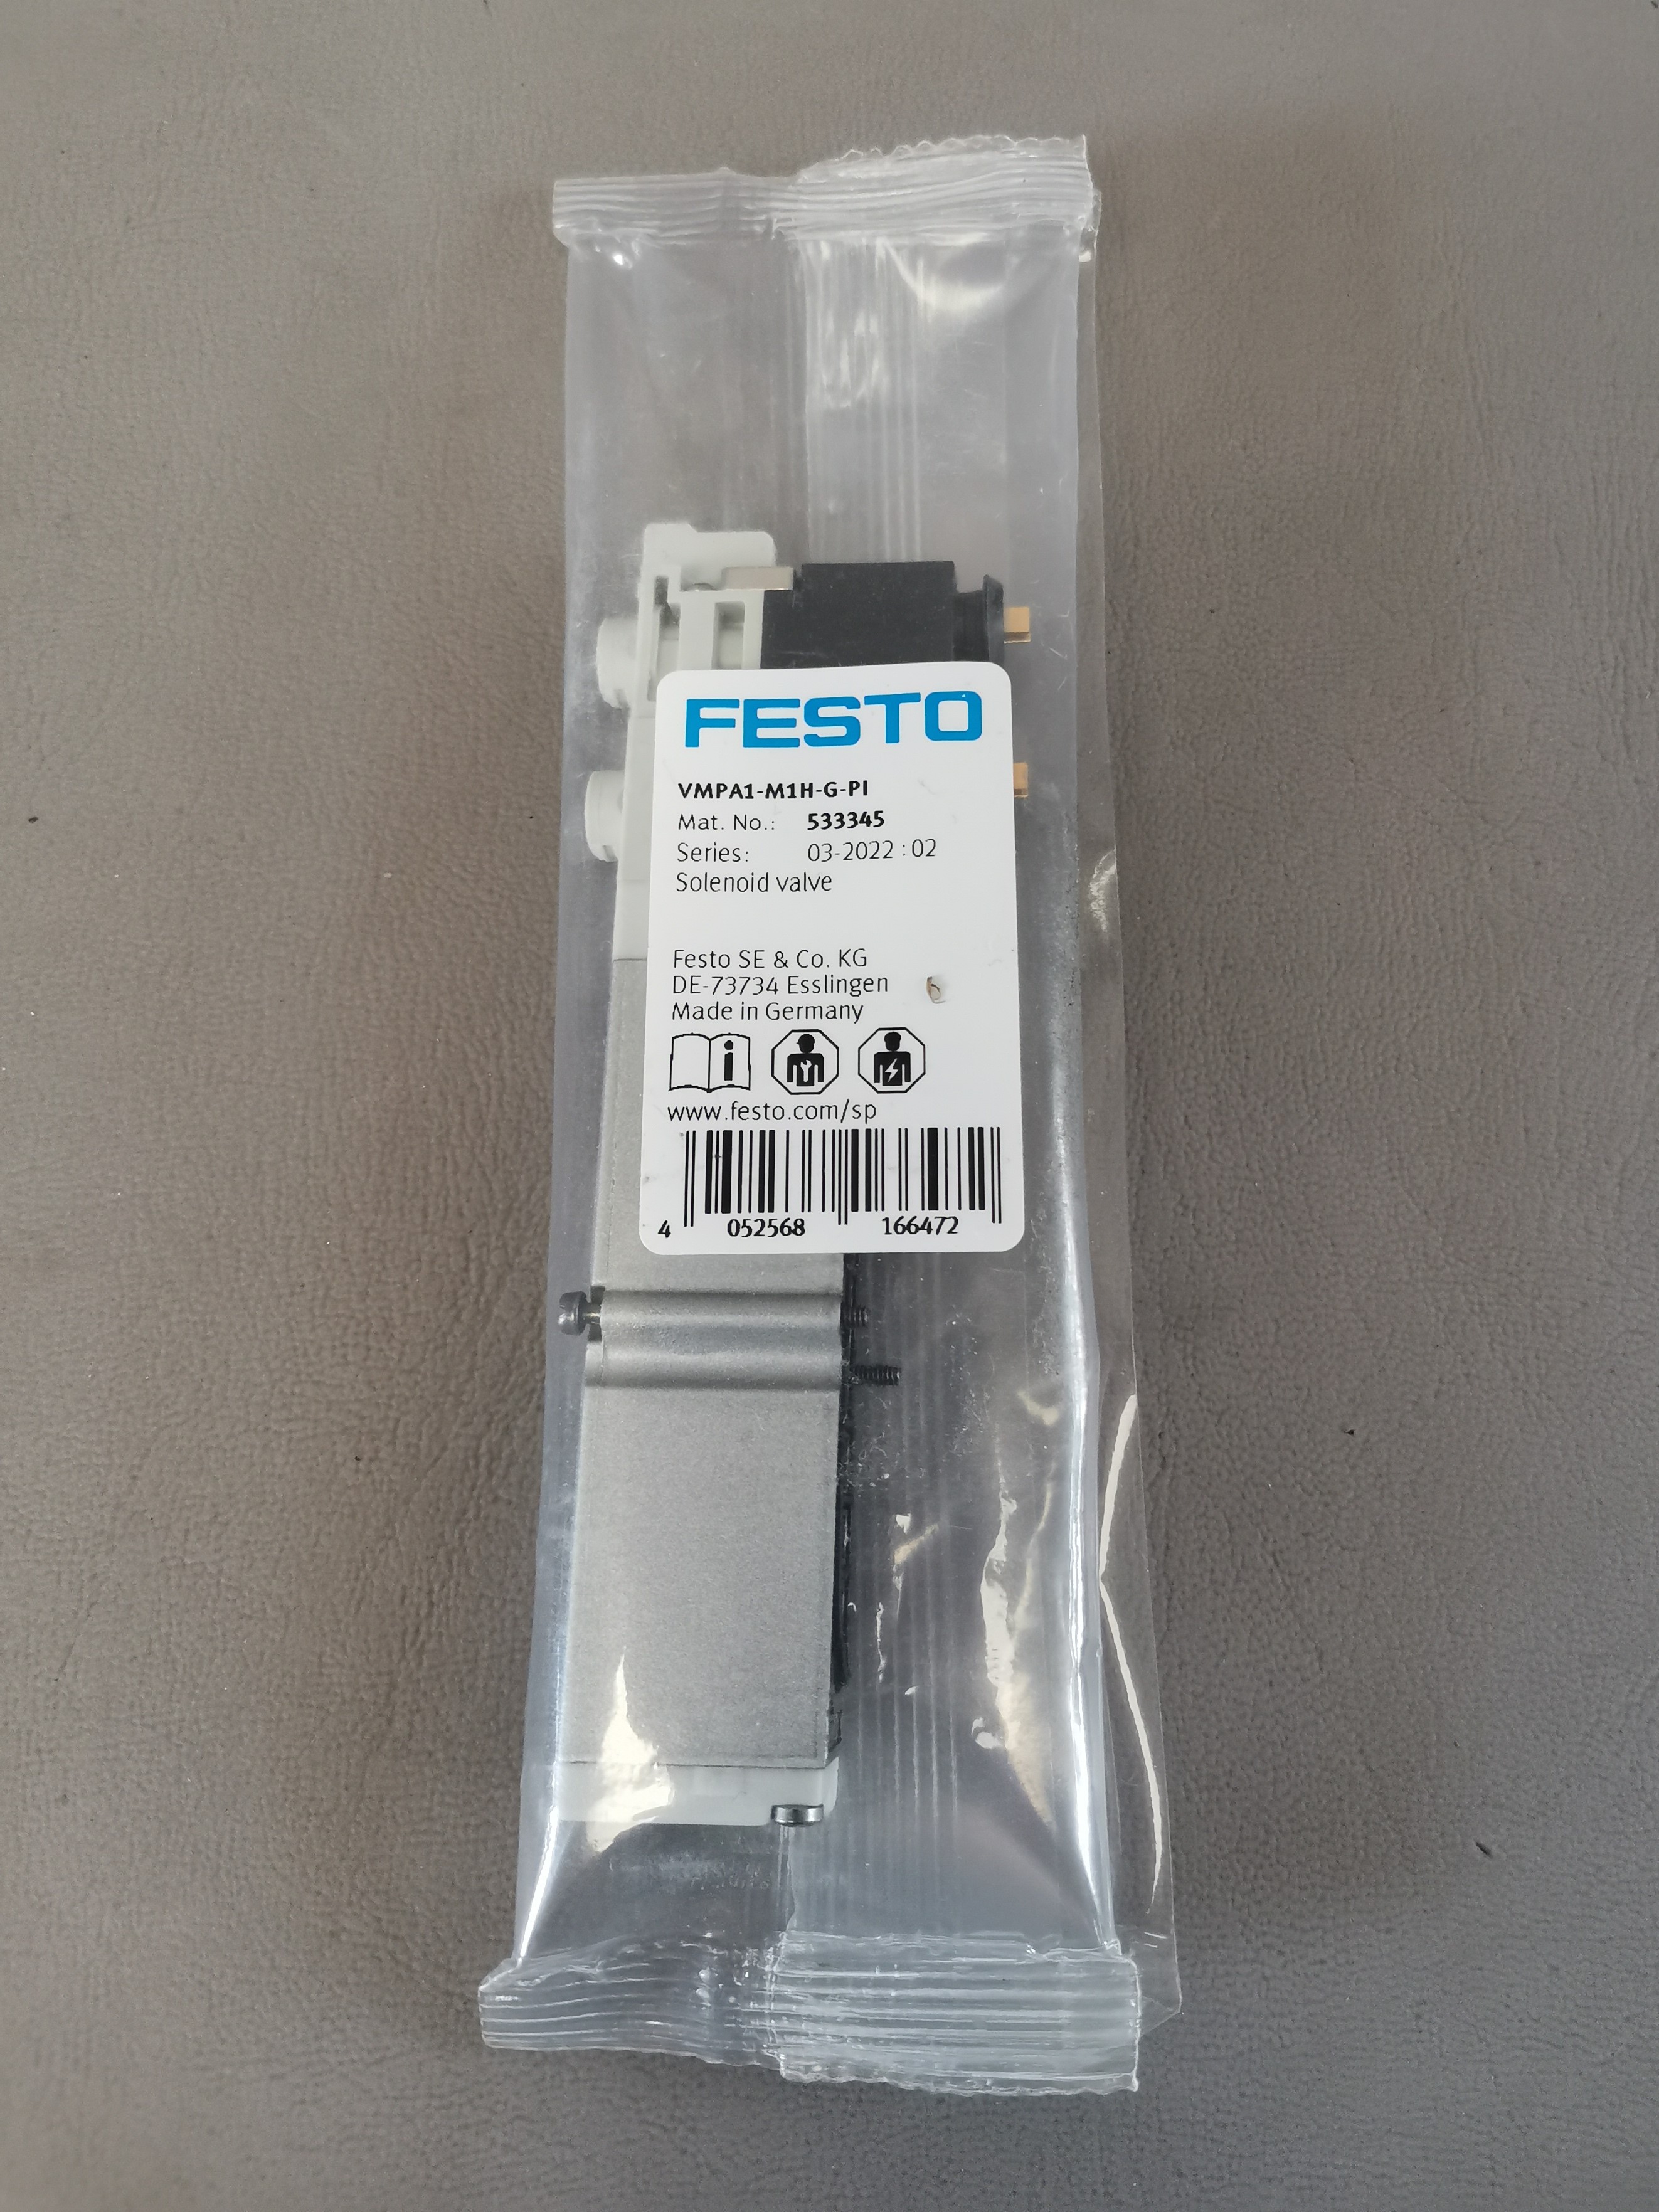 FESTO
VMPA1-M1H-G-PI
Mat. No.: 533345
Series: 03-2022 : 02
Solenoid valve
Festo SE & Co. KG
DE-73734 Esslingen
Made in Germany
i
www.festo.com/sp
4 052568 166472